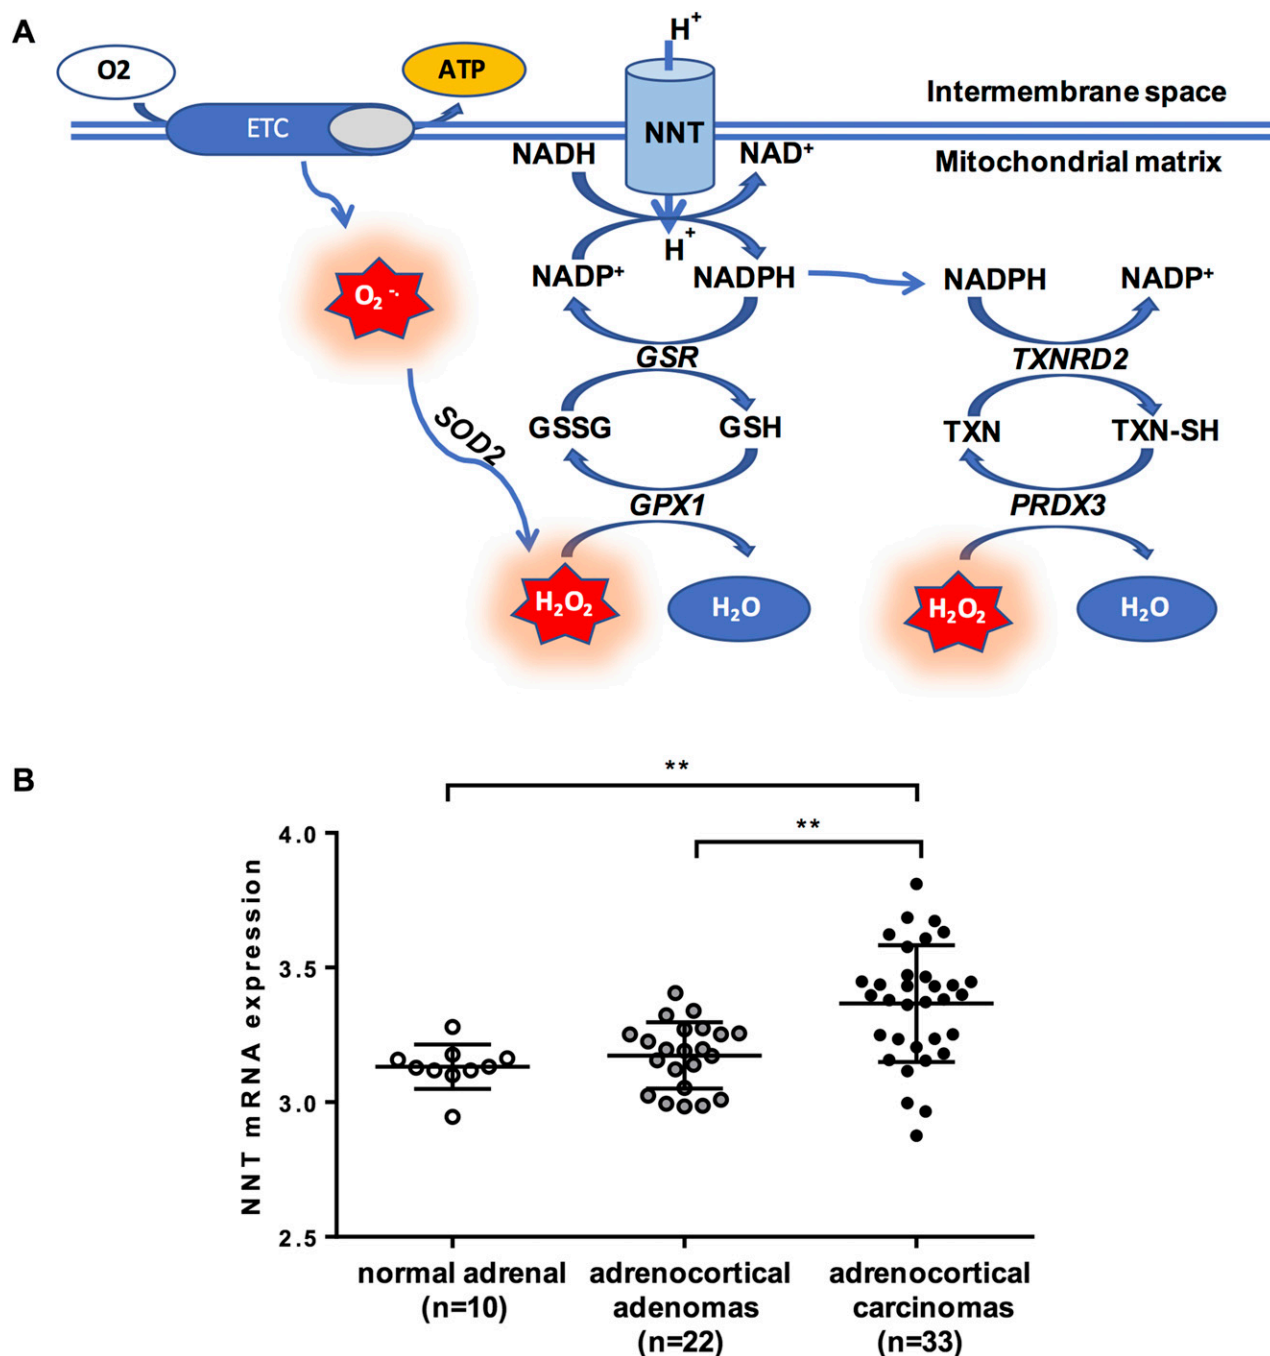 A
H⁺
O2
ATP
ETC
NNT
Intermembrane space
Mitochondrial matrix
NADH
NAD⁺
H⁺
O₂ ⁻·
NADP⁺
NADPH
NADPH
NADP⁺
GSR
TXNRD2
SOD2
GSSG
GSH
TXN
TXN-SH
GPX1
PRDX3
H₂O₂
H₂O
H₂O₂
H₂O
B
**
**
NNT mRNA expression
4.0
3.5
3.0
2.5
normal adrenal
(n=10)
adrenocortical
adenomas
(n=22)
adrenocortical
carcinomas
(n=33)